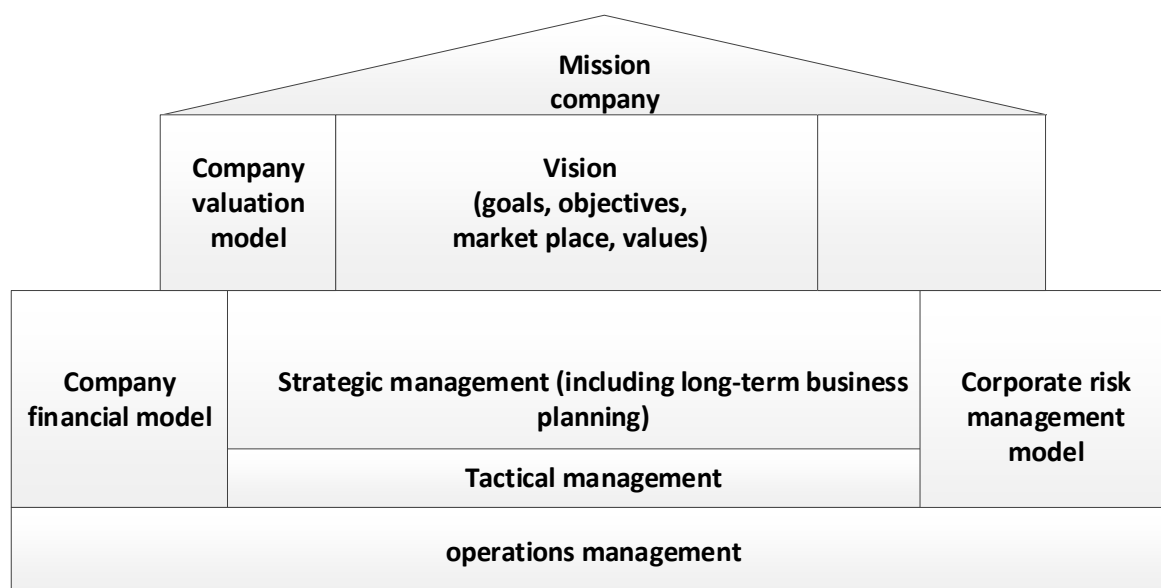 Mission
company
Company
valuation
model
Vision
(goals, objectives,
market place, values)
Company
financial model
Strategic management (including long-term business
planning)
Corporate risk
management
model
Tactical management
operations management